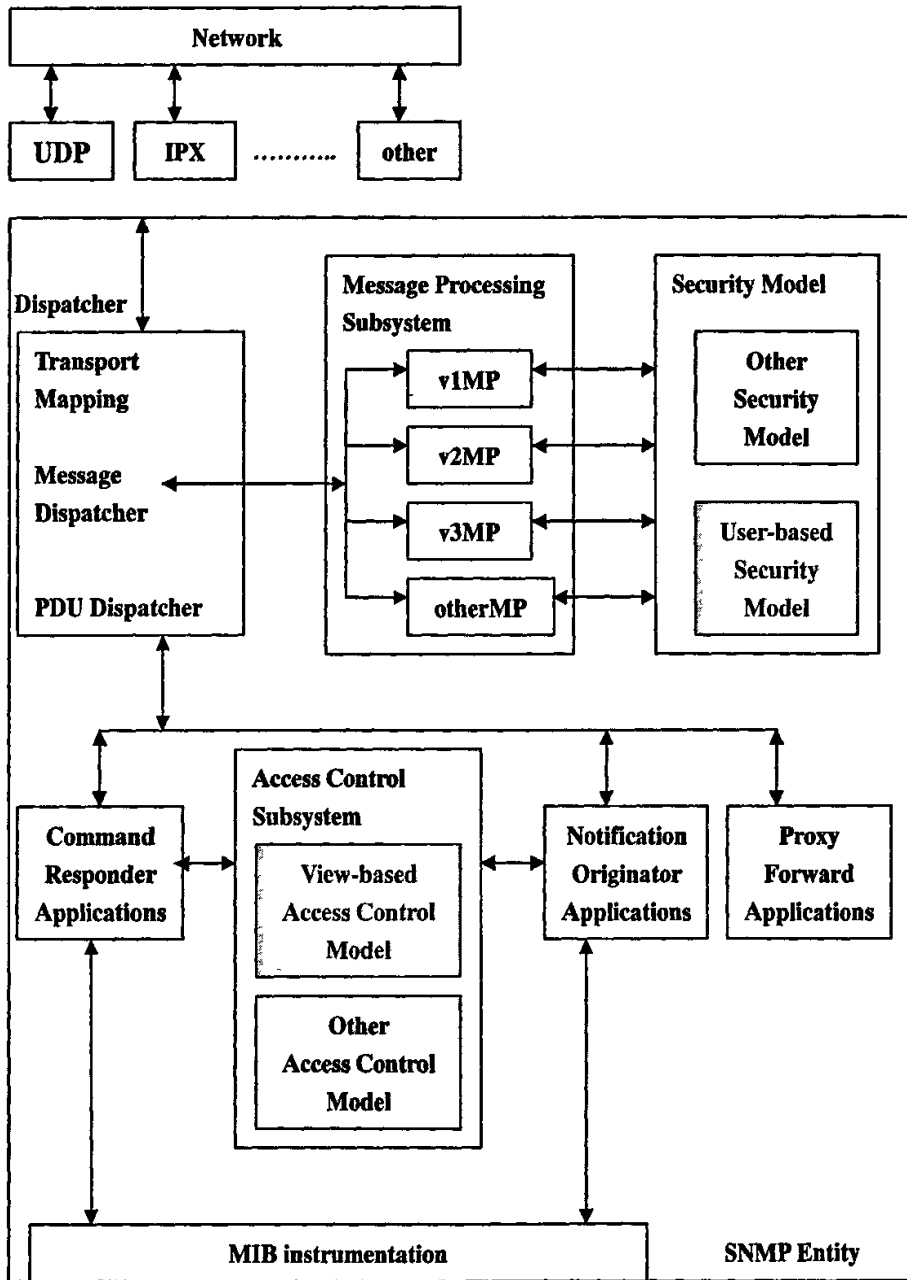 Network
UDP
IPX
...........
other
Dispatcher
Transport
Mapping
Message
Dispatcher
PDU Dispatcher
Message Processing
Subsystem
v1MP
v2MP
v3MP
otherMP
Security Model
Other
Security
Model
User-based
Security
Model
Command
Responder
Applications
Access Control
Subsystem
View-based
Access Control
Model
Other
Access Control
Model
Notification
Originator
Applications
Proxy
Forward
Applications
MIB instrumentation
SNMP Entity